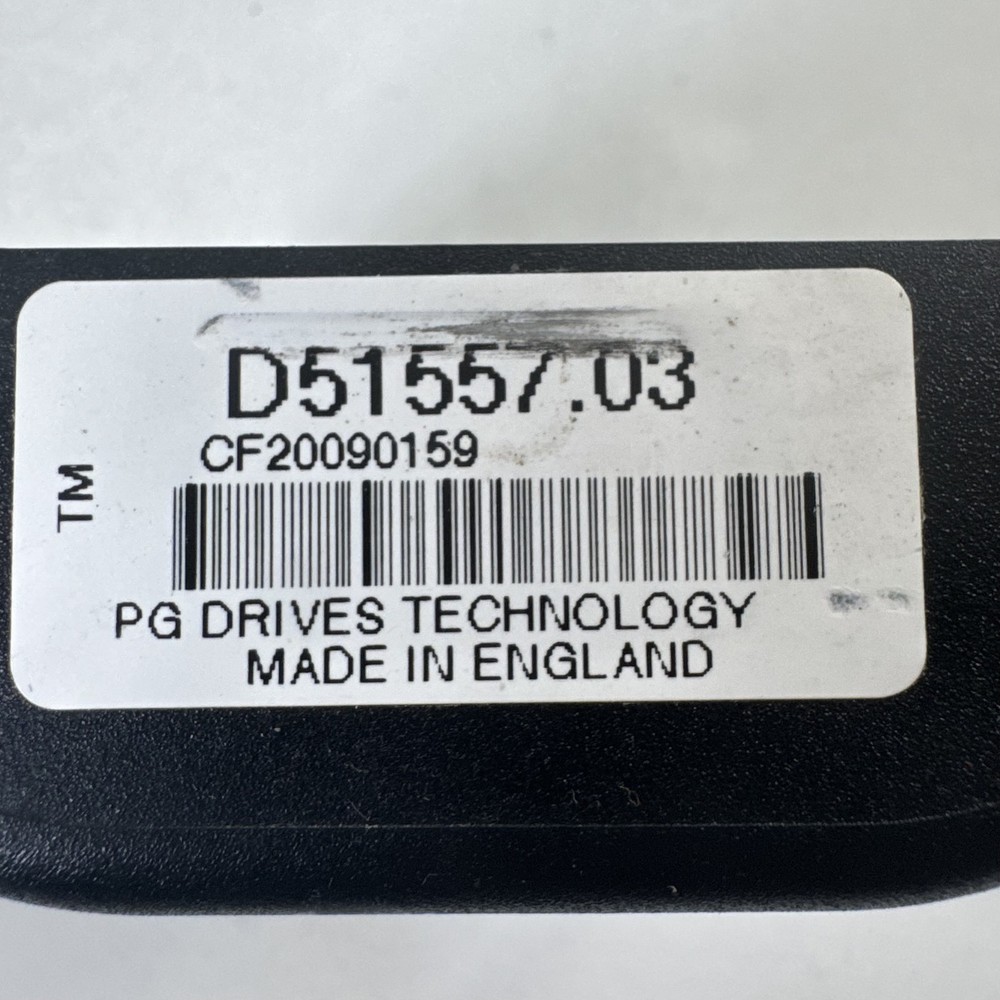 D51557.03
CF20090159
TM
PG DRIVES TECHNOLOGY
MADE IN ENGLAND